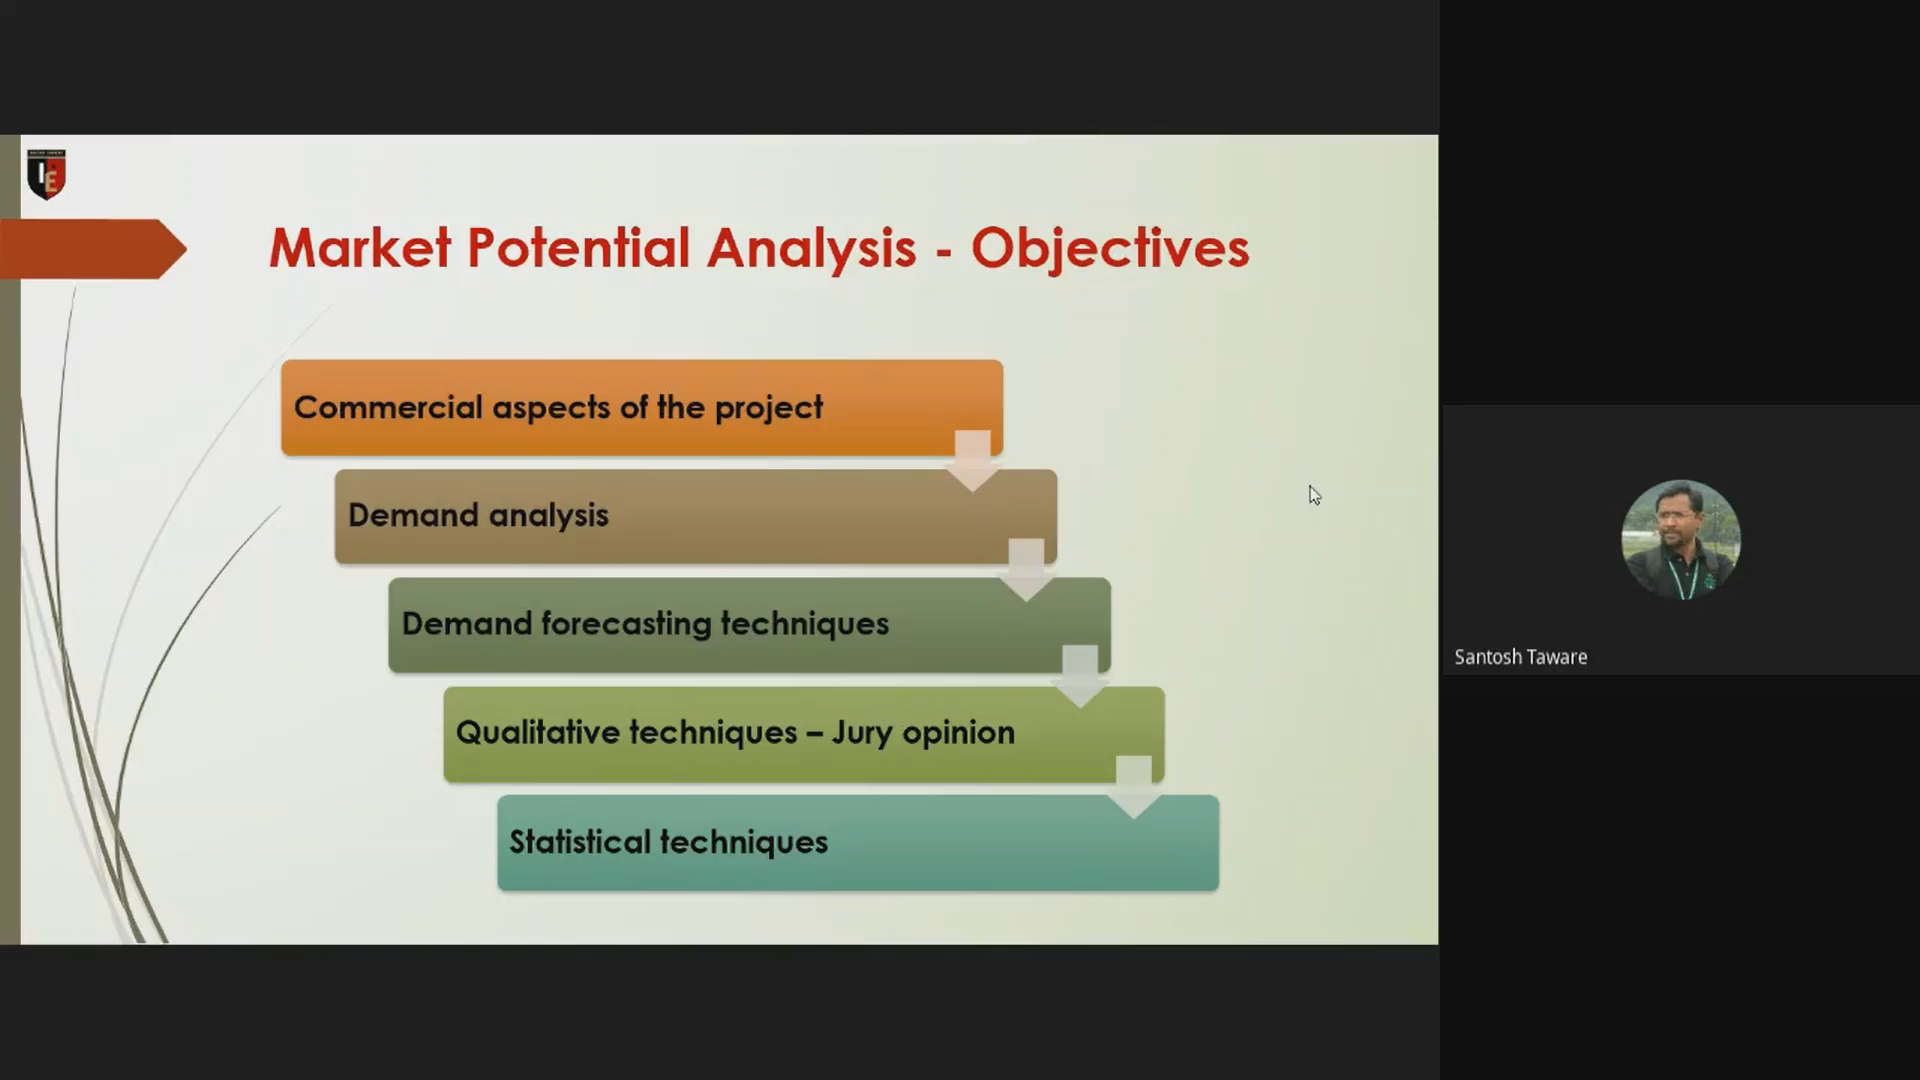 IE
Market Potential Analysis - Objectives
Commercial aspects of the project
Demand analysis
Demand forecasting techniques
Qualitative techniques – Jury opinion
Statistical techniques
Santosh Taware